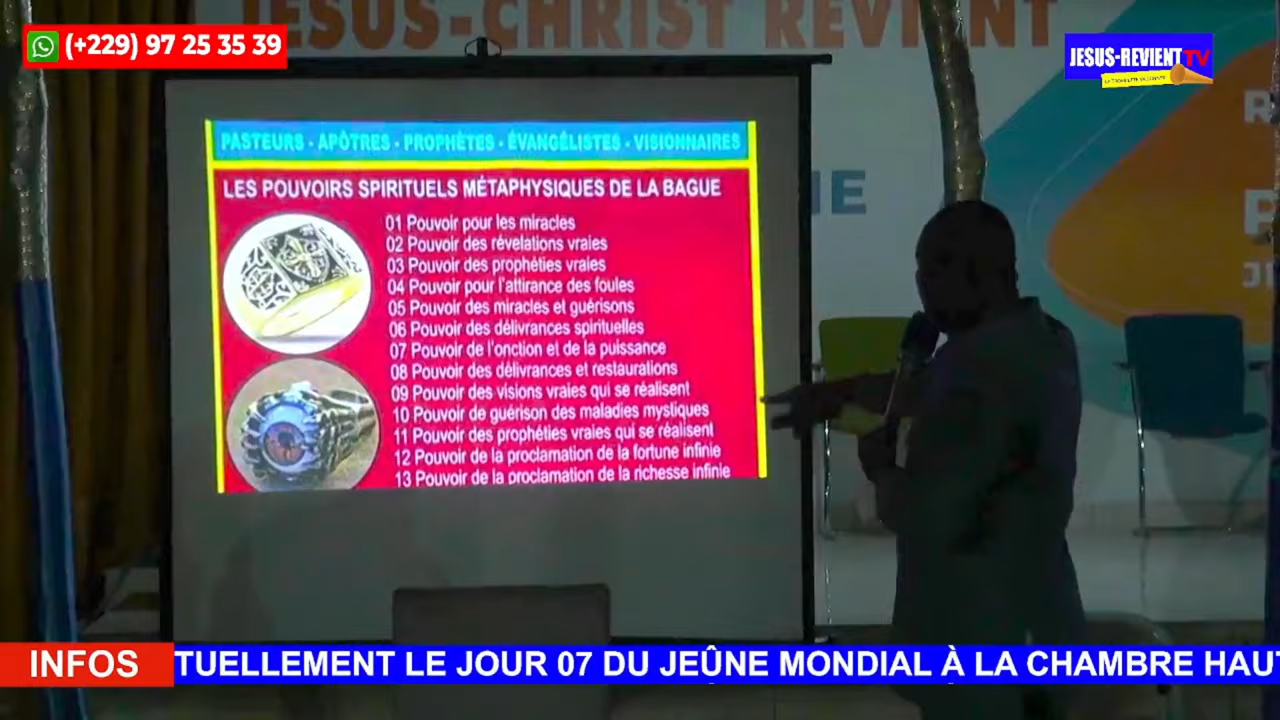 JÉSUS-CHRIST REVIENT
(+229) 97 25 35 39
JESUS-REVIENT TV
PASTEURS - APÔTRES - PROPHÈTES - ÉVANGÉLISTES - VISIONNAIRES
LES POUVOIRS SPIRITUELS MÉTAPHYSIQUES DE LA BAGUE
01 Pouvoir pour les miracles
02 Pouvoir des révelations vraies
03 Pouvoir des prophéties vraies
04 Pouvoir pour l'attirance des foules
05 Pouvoir des miracles et guérisons
06 Pouvoir des délivrances spirituelles
07 Pouvoir de l'onction et de la puissance
08 Pouvoir des délivrances et restaurations
09 Pouvoir des visions vraies qui se réalisent
10 Pouvoir de guérison des maladies mystiques
11 Pouvoir des prophéties vraies qui se réalisent
12 Pouvoir de la proclamation de la fortune infinie
13 Pouvoir de la proclamation de la richesse infinie
INFOS
TUELLEMENT LE JOUR 07 DU JEÛNE MONDIAL À LA CHAMBRE HAUT